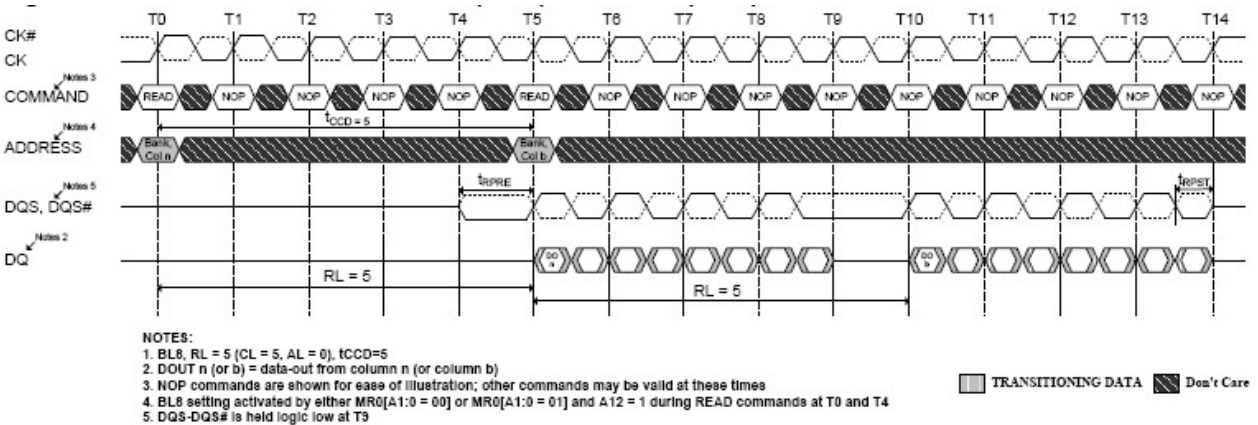 T0 T1 T2 T3 T4 T5 T6 T7 T8 T9 T10 T11 T12 T13 T14
CK#
CK
Notes 3
COMMAND READ NOP NOP NOP NOP READ NOP NOP NOP NOP NOP NOP NOP NOP NOP
tCCD = 5
Notes 4
ADDRESS Bank, Col n Bank, Col b
Notes 5
tRPRE tRPST
DQS, DQS#
Notes 2
DQ DO n DO b
RL = 5
RL = 5
NOTES:
1. BL8, RL = 5 (CL = 5, AL = 0), tCCD=5
2. DOUT n (or b) = data-out from column n (or column b)
3. NOP commands are shown for ease of illustration; other commands may be valid at these times
4. BL8 setting activated by either MR0[A1:0 = 00] or MR0[A1:0 = 01] and A12 = 1 during READ commands at T0 and T4
5. DQS-DQS# is held logic low at T9
TRANSITIONING DATA Don't Care